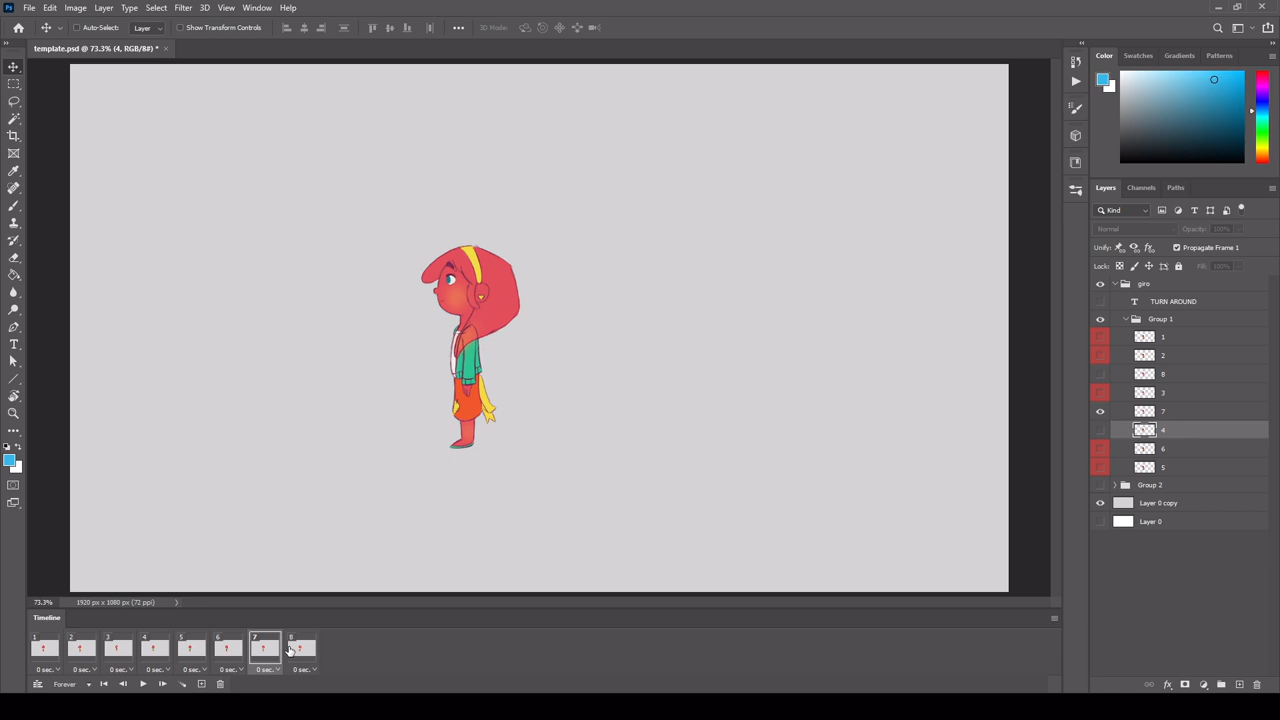 Ps File Edit Image Layer Type Select Filter 3D View Window Help
Auto-Select: Layer Show Transform Controls 3D Mode:
template.psd @ 73.3% (4, RGB/8#) *
Color Swatches Gradients Patterns
Layers Channels Paths
Kind
Normal Opacity: 100%
Unify: Propagate Frame 1
Lock: Fill: 100%
giro
T TURN AROUND
Group 1
1
2
8
3
7
4
6
5
Group 2
Layer 0 copy
Layer 0
73.3% 1920 px x 1080 px (72 ppi)
Timeline
1 2 3 4 5 6 7 8
0 sec. 0 sec. 0 sec. 0 sec. 0 sec. 0 sec. 0 sec. 0 sec.
Forever fx